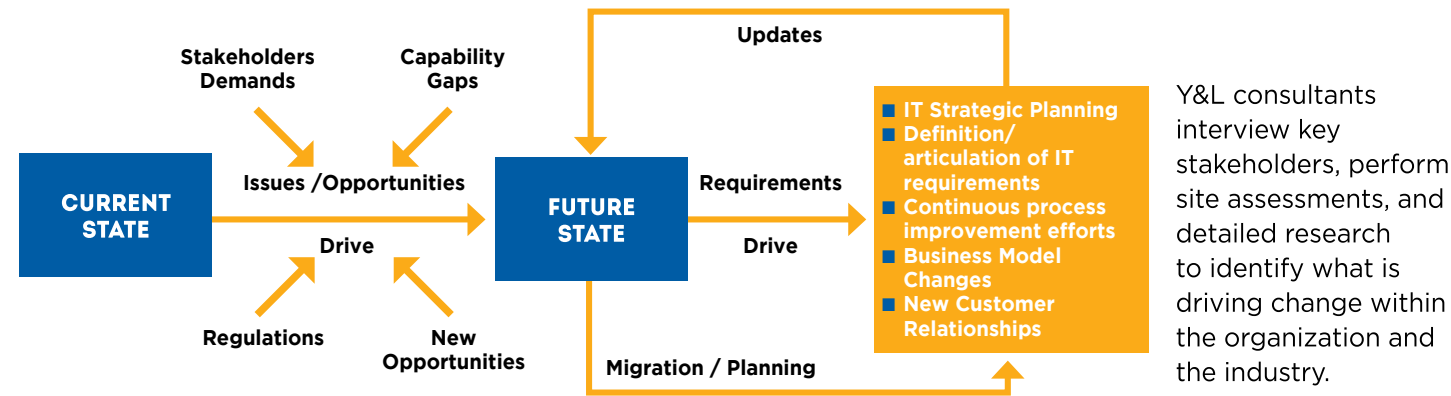 Updates
Stakeholders
Demands
Capability
Gaps
CURRENT
STATE
Issues /Opportunities
Drive
Regulations
New
Opportunities
FUTURE
STATE
Requirements
Drive
Migration / Planning
IT Strategic Planning
Definition/
articulation of IT
requirements
Continuous process
improvement efforts
Business Model
Changes
New Customer
Relationships
Y&L consultants
interview key
stakeholders, perform
site assessments, and
detailed research
to identify what is
driving change within
the organization and
the industry.